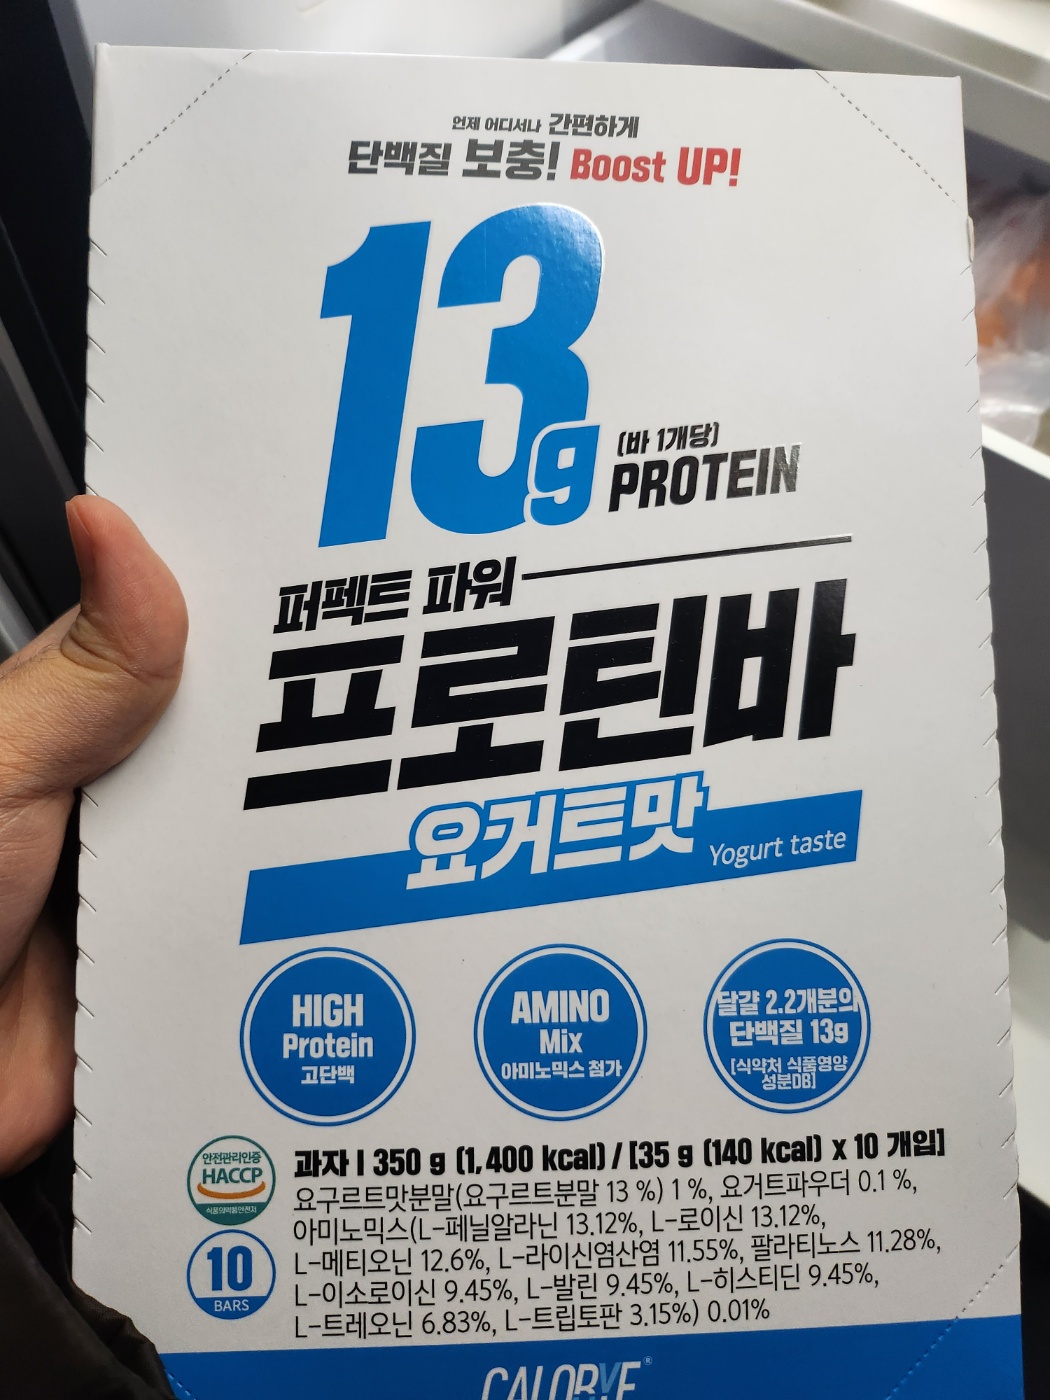 언제 어디서나 간편하게
단백질 보충! Boost UP!
13g
(바 1개당)
PROTEIN
퍼펙트 파워
프로틴바
요거트맛
Yogurt taste
HIGH
Protein
고단백
AMINO
Mix
아미노믹스 첨가
달걀 2.2개분의
단백질 13g
[식약처 식품영양
성분DB]
안전관리인증
HACCP
식품의약품안전처
10
BARS
과자 I 350 g (1,400 kcal) / [35 g (140 kcal) x 10 개입]
요구르트맛분말(요구르트분말 13 %) 1 %, 요거트파우더 0.1 %,
아미노믹스(L-페닐알라닌 13.12%, L-로이신 13.12%,
L-메티오닌 12.6%, L-라이신염산염 11.55%, 팔라티노스 11.28%,
L-이소로이신 9.45%, L-발린 9.45%, L-히스티딘 9.45%,
L-트레오닌 6.83%, L-트립토판 3.15%) 0.01%
CALOBYE®